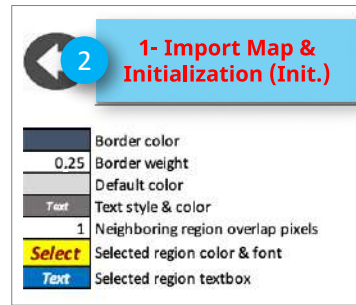 2
1- Import Map &
Initialization (Init.)
Border color
0.25 Border weight
Default color
Text Text style & color
1 Neighboring region overlap pixels
Select Selected region color & font
Text Selected region textbox